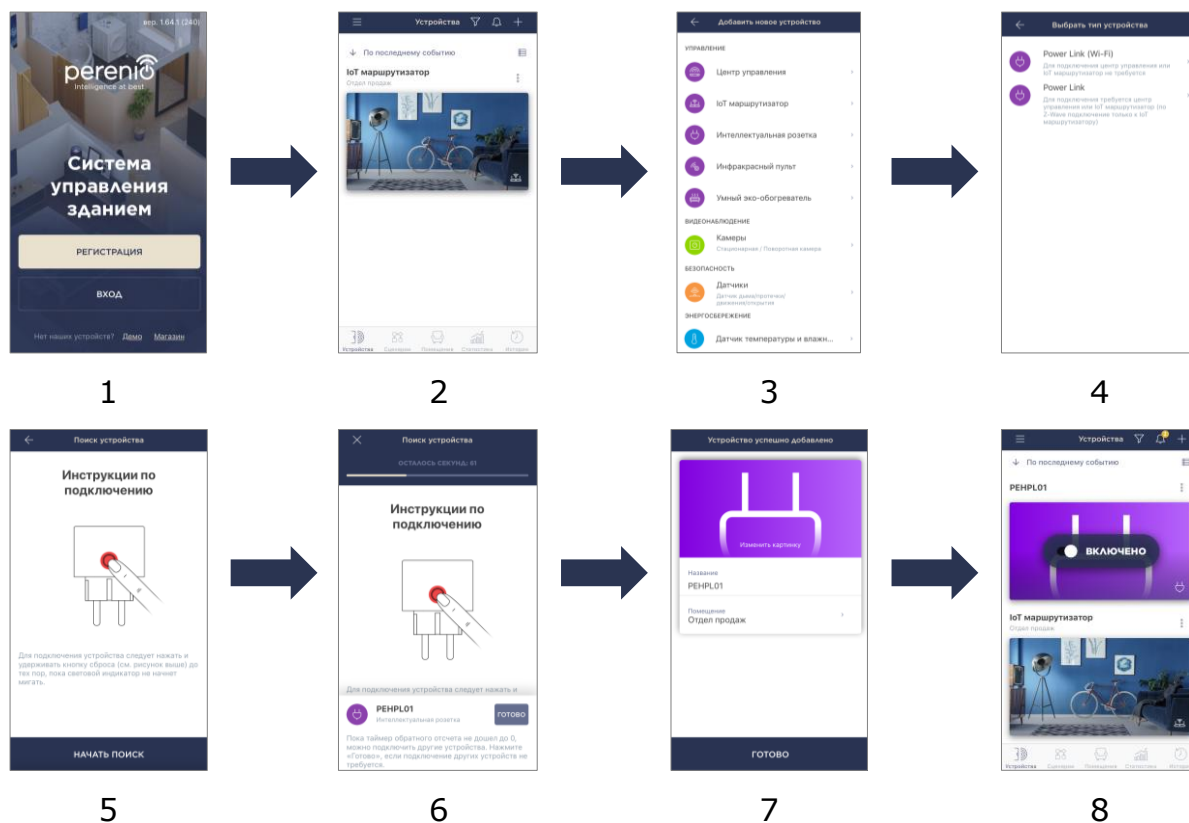 вер. 1.64.1 (240)
perenio
Intelligence at best
Система
управления
зданием
РЕГИСТРАЦИЯ
ВХОД
Нет наших устройств? Демо Магазин
1
Устройства
По последнему событию
IoT маршрутизатор
Отдел продаж
Устройства Сценарии Помещения Статистика История
2
Добавить новое устройство
УПРАВЛЕНИЕ
Центр управления
IoT маршрутизатор
Интеллектуальная розетка
Инфракрасный пульт
Умный эко-обогреватель
ВИДЕОНАБЛЮДЕНИЕ
Камеры
Стационарная / Поворотная камера
БЕЗОПАСНОСТЬ
Датчики
Датчик дыма/протечки/
движения/открытия
ЭНЕРГОСБЕРЕЖЕНИЕ
Датчик температуры и влажн...
3
Выбрать тип устройства
Power Link (Wi-Fi)
Для подключения центр управления или
IoT маршрутизатор не требуется
Power Link
Для подключения требуется центр
управления или IoT маршрутизатор (по
Z-Wave подключение только к IoT
маршрутизатору)
4
Поиск устройства
Инструкции по
подключению
Для подключения устройства следует нажать и
удерживать кнопку сброса (см. рисунок выше) до
тех пор, пока световой индикатор не начнет
мигать.
НАЧАТЬ ПОИСК
5
Поиск устройства
ОСТАЛОСЬ СЕКУНД: 61
Инструкции по
подключению
Для подключения устройства следует нажать и
PEHPL01
Интеллектуальная розетка
ГОТОВО
Пока таймер обратного отсчета не дошел до 0,
можно подключить другие устройства. Нажмите
«Готово», если подключение других устройств не
требуется.
6
Устройство успешно добавлено
Изменить картинку
Название
PEHPL01
Помещение
Отдел продаж
ГОТОВО
7
Устройства
По последнему событию
PEHPL01
ВКЛЮЧЕНО
IoT маршрутизатор
Отдел продаж
Устройства Сценарии Помещения Статистика История
8